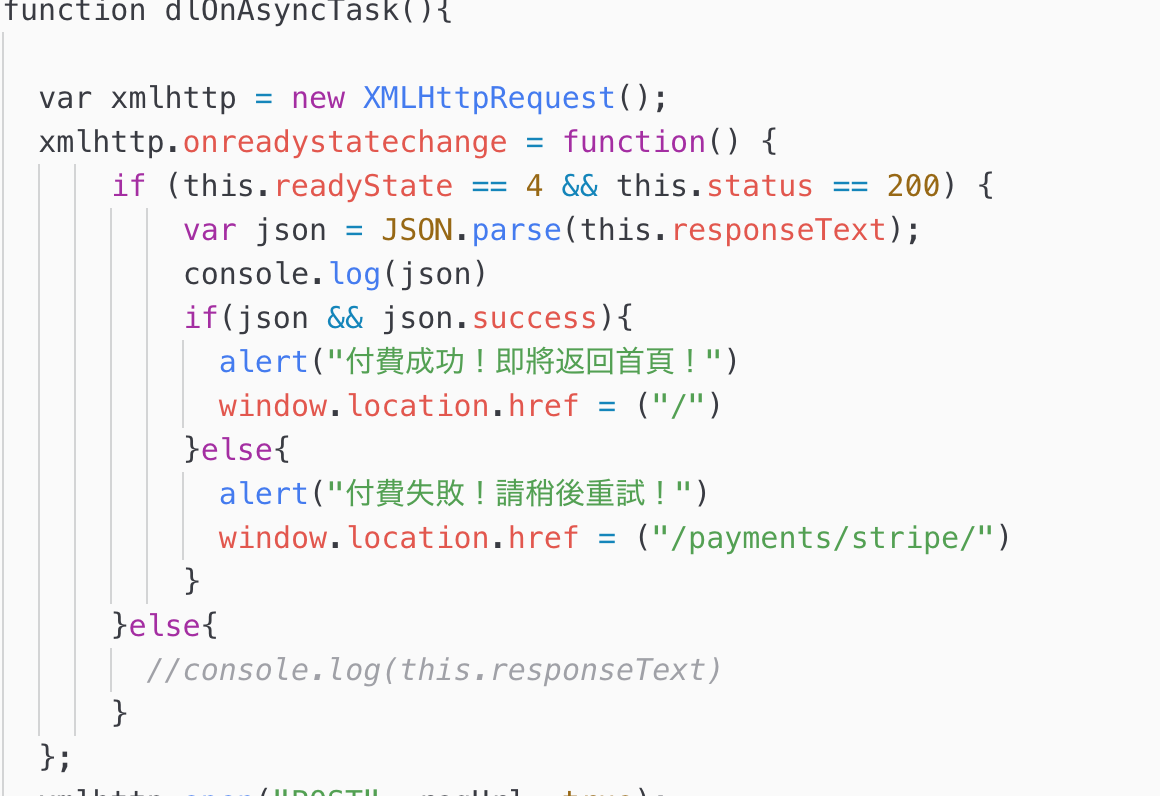 function dlOnAsyncTask(){
var xmlhttp = new XMLHttpRequest();
xmlhttp.onreadystatechange = function() {
if (this.readyState == 4 && this.status == 200) {
var json = JSON.parse(this.responseText);
console.log(json)
if(json && json.success){
alert("付費成功！即將返回首頁！")
window.location.href = ("/")
}else{
alert("付費失敗！請稍後重試！")
window.location.href = ("/payments/stripe/")
}
}else{
//console.log(this.responseText)
}
};